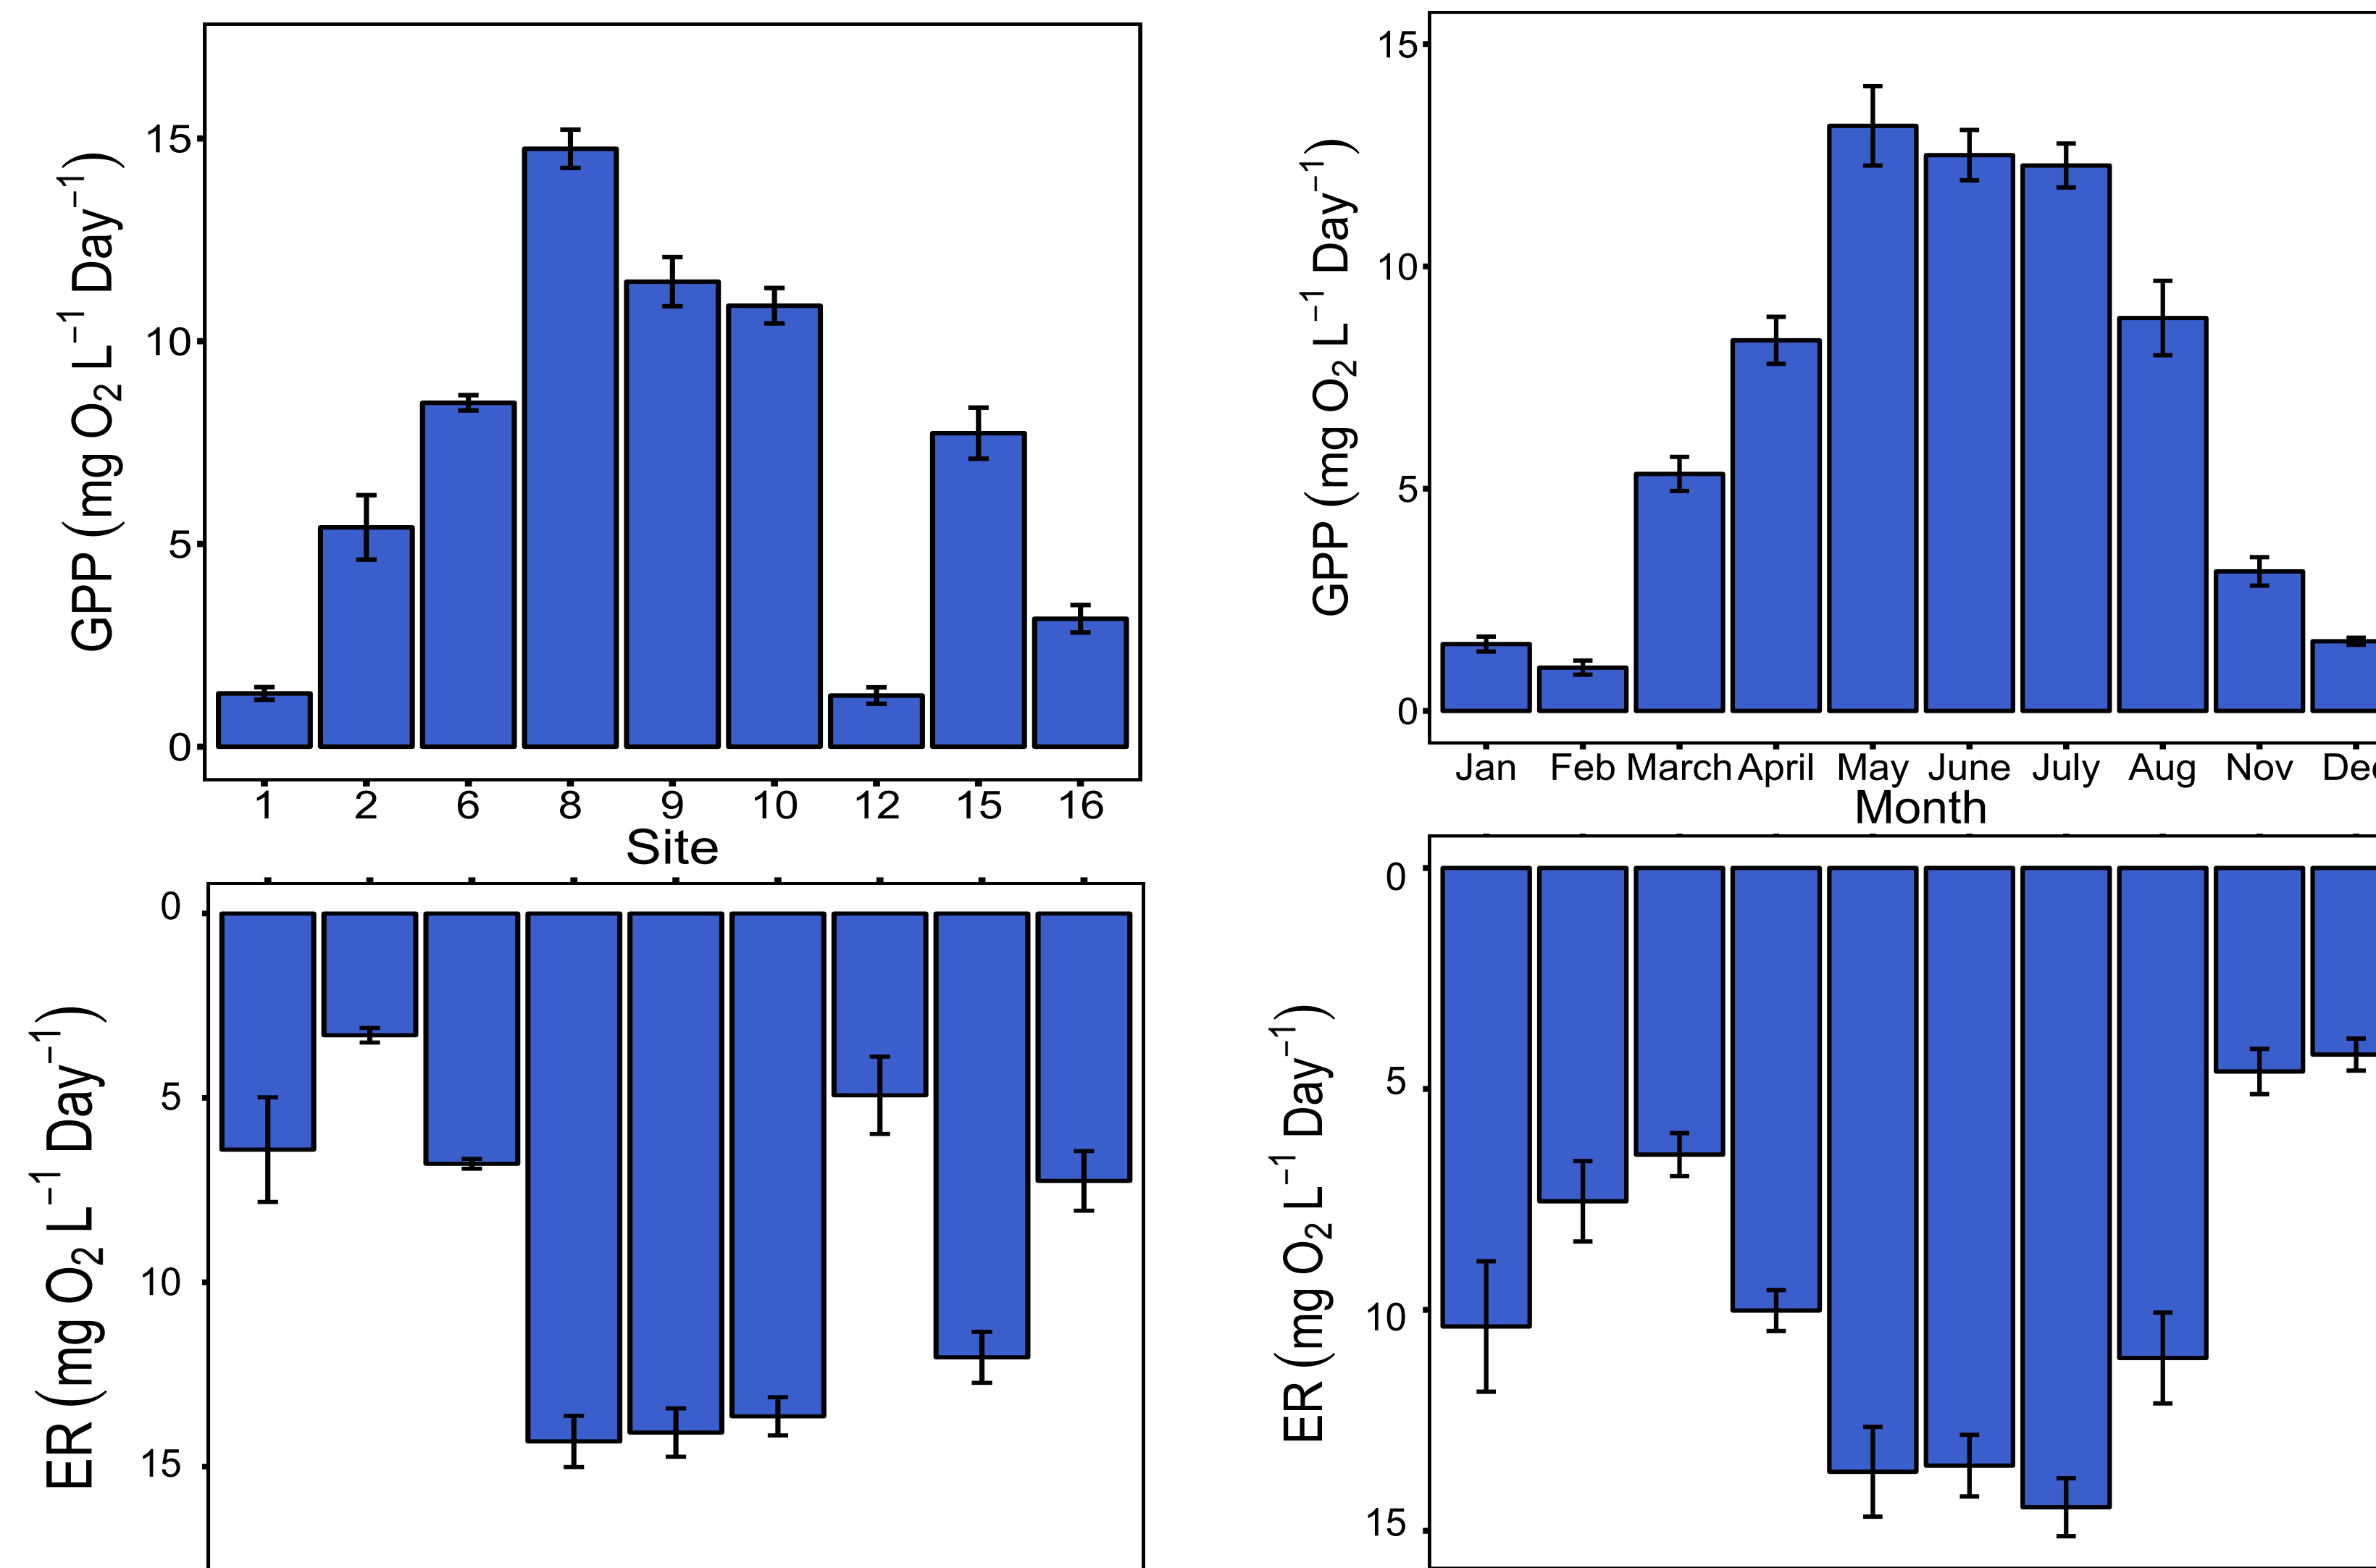 GPP (mg O₂ L⁻¹ Day⁻¹)
15
10
5
0
1 2 6 8 9 10 12 15 16
Site
ER (mg O₂ L⁻¹ Day⁻¹)
0
5
10
15
GPP (mg O₂ L⁻¹ Day⁻¹)
15
10
5
0
Jan Feb March April May June July Aug Nov Dec
Month
ER (mg O₂ L⁻¹ Day⁻¹)
0
5
10
15